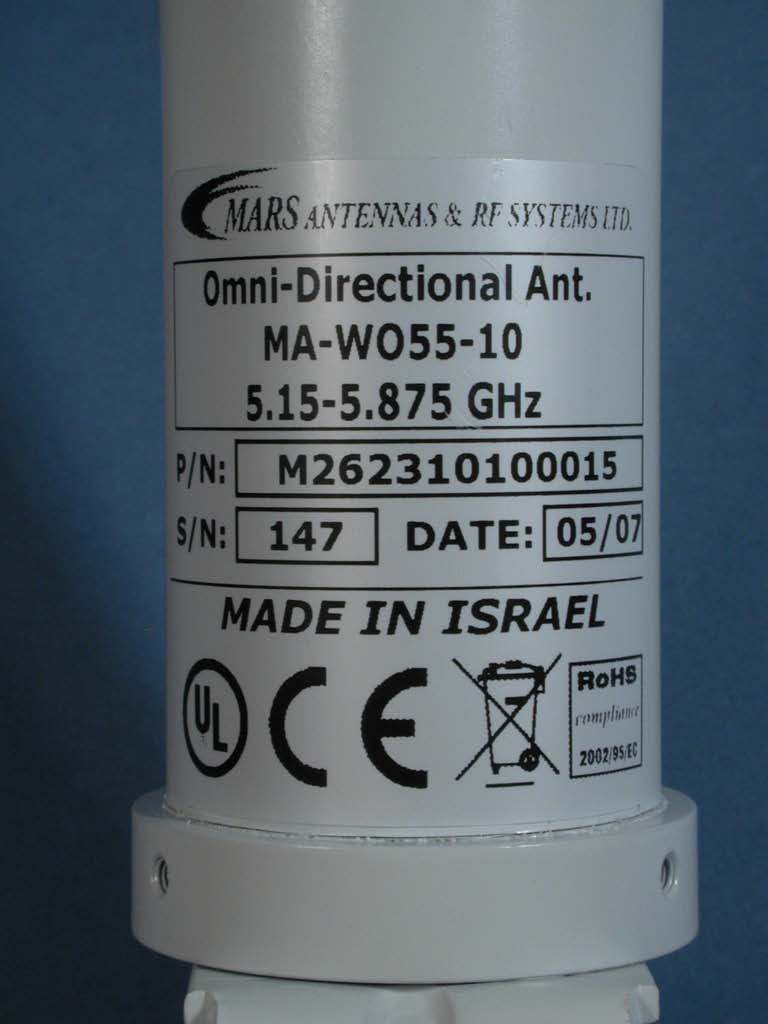 MARS ANTENNAS & RF SYSTEMS LTD.
Omni-Directional Ant.
MA-WO55-10
5.15-5.875 GHz
P/N: M262310100015
S/N: 147 DATE: 05/07
MADE IN ISRAEL
UL CE RoHS
compliance
2002/95/EC